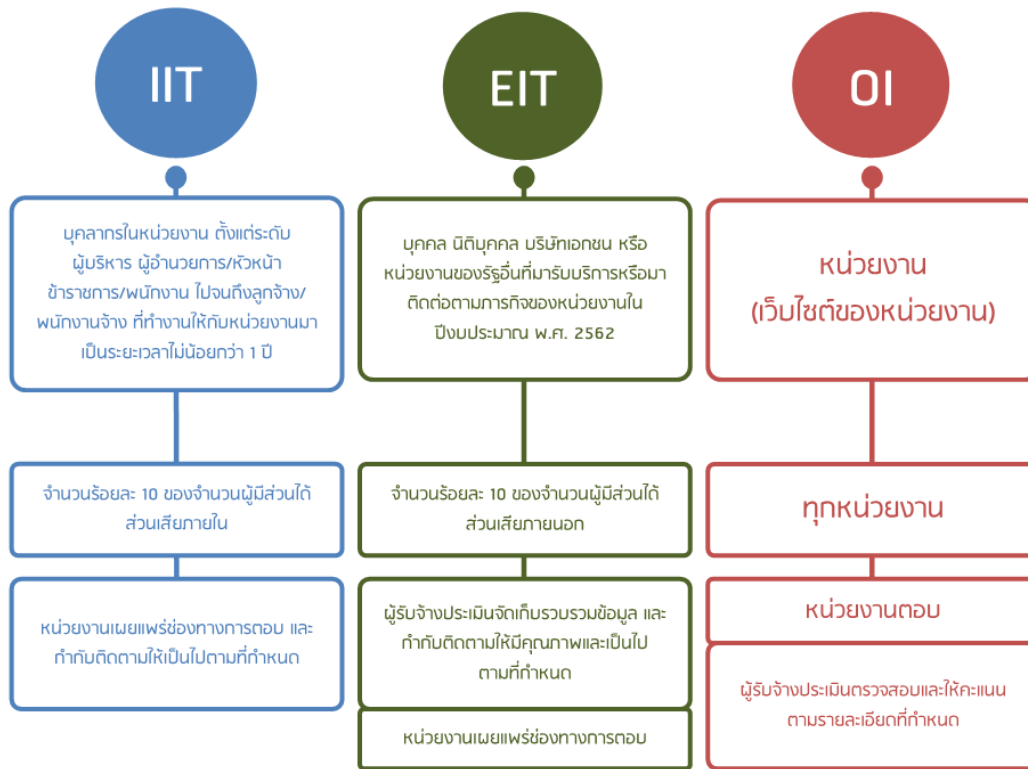 IIT
บุคลากรในหน่วยงาน ตั้งแต่ระดับ
ผู้บริหาร ผู้อำนวยการ/หัวหน้า
ข้าราชการ/พนักงาน ไปจนถึงลูกจ้าง/
พนักงานจ้าง ที่ทำงานให้กับหน่วยงานมา
เป็นระยะเวลาไม่น้อยกว่า 1 ปี
จำนวนร้อยละ 10 ของจำนวนผู้มีส่วนได้
ส่วนเสียภายใน
หน่วยงานเผยแพร่ช่องทางการตอบ และ
กำกับติดตามให้เป็นไปตามที่กำหนด
EIT
บุคคล นิติบุคคล บริษัทเอกชน หรือ
หน่วยงานของรัฐอื่นที่มารับบริการหรือมา
ติดต่อตามภารกิจของหน่วยงานใน
ปีงบประมาณ พ.ศ. 2562
จำนวนร้อยละ 10 ของจำนวนผู้มีส่วนได้
ส่วนเสียภายนอก
ผู้รับจ้างประเมินจัดเก็บรวบรวมข้อมูล และ
กำกับติดตามให้มีคุณภาพและเป็นไป
ตามที่กำหนด
หน่วยงานเผยแพร่ช่องทางการตอบ
OI
หน่วยงาน
(เว็บไซต์ของหน่วยงาน)
ทุกหน่วยงาน
หน่วยงานตอบ
ผู้รับจ้างประเมินตรวจสอบและให้คะแนน
ตามรายละเอียดที่กำหนด